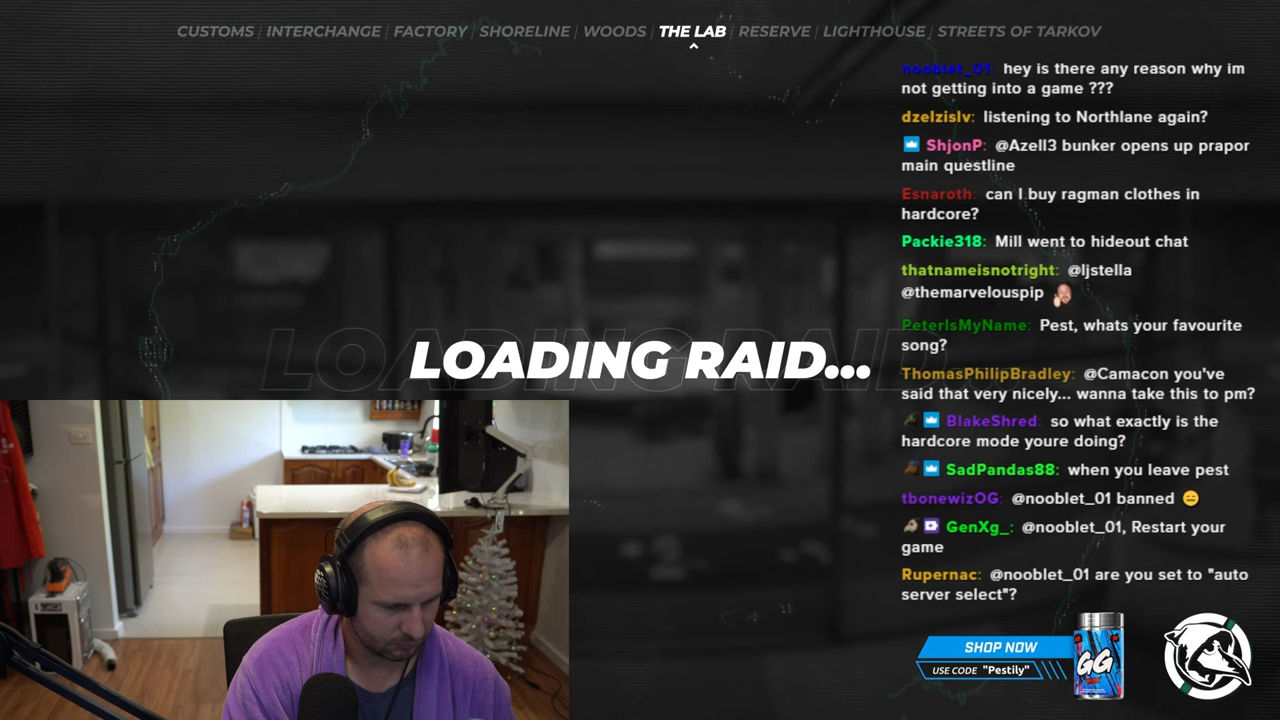 CUSTOMS | INTERCHANGE | FACTORY | SHORELINE | WOODS | THE LAB | RESERVE | LIGHTHOUSE | STREETS OF TARKOV
nooblet_01: hey is there any reason why im
not getting into a game ???
dzelzislv: listening to Northlane again?
ShjonP: @Azell3 bunker opens up prapor
main questline
Esnaroth: can I buy ragman clothes in
hardcore?
Packie318: Mill went to hideout chat
thatnameisnotright: @ljstella
@themarvelouspip
PeterIsMyName: Pest, whats your favourite
song?
LOADING RAID...
ThomasPhilipBradley: @Camacon you've
said that very nicely... wanna take this to pm?
BlakeShred: so what exactly is the
hardcore mode youre doing?
SadPandas88: when you leave pest
tbonewizOG: @nooblet_01 banned 😑
GenXg_: @nooblet_01, Restart your
game
Rupernac: @nooblet_01 are you set to "auto
server select"?
SHOP NOW
USE CODE "Pestily"
GG